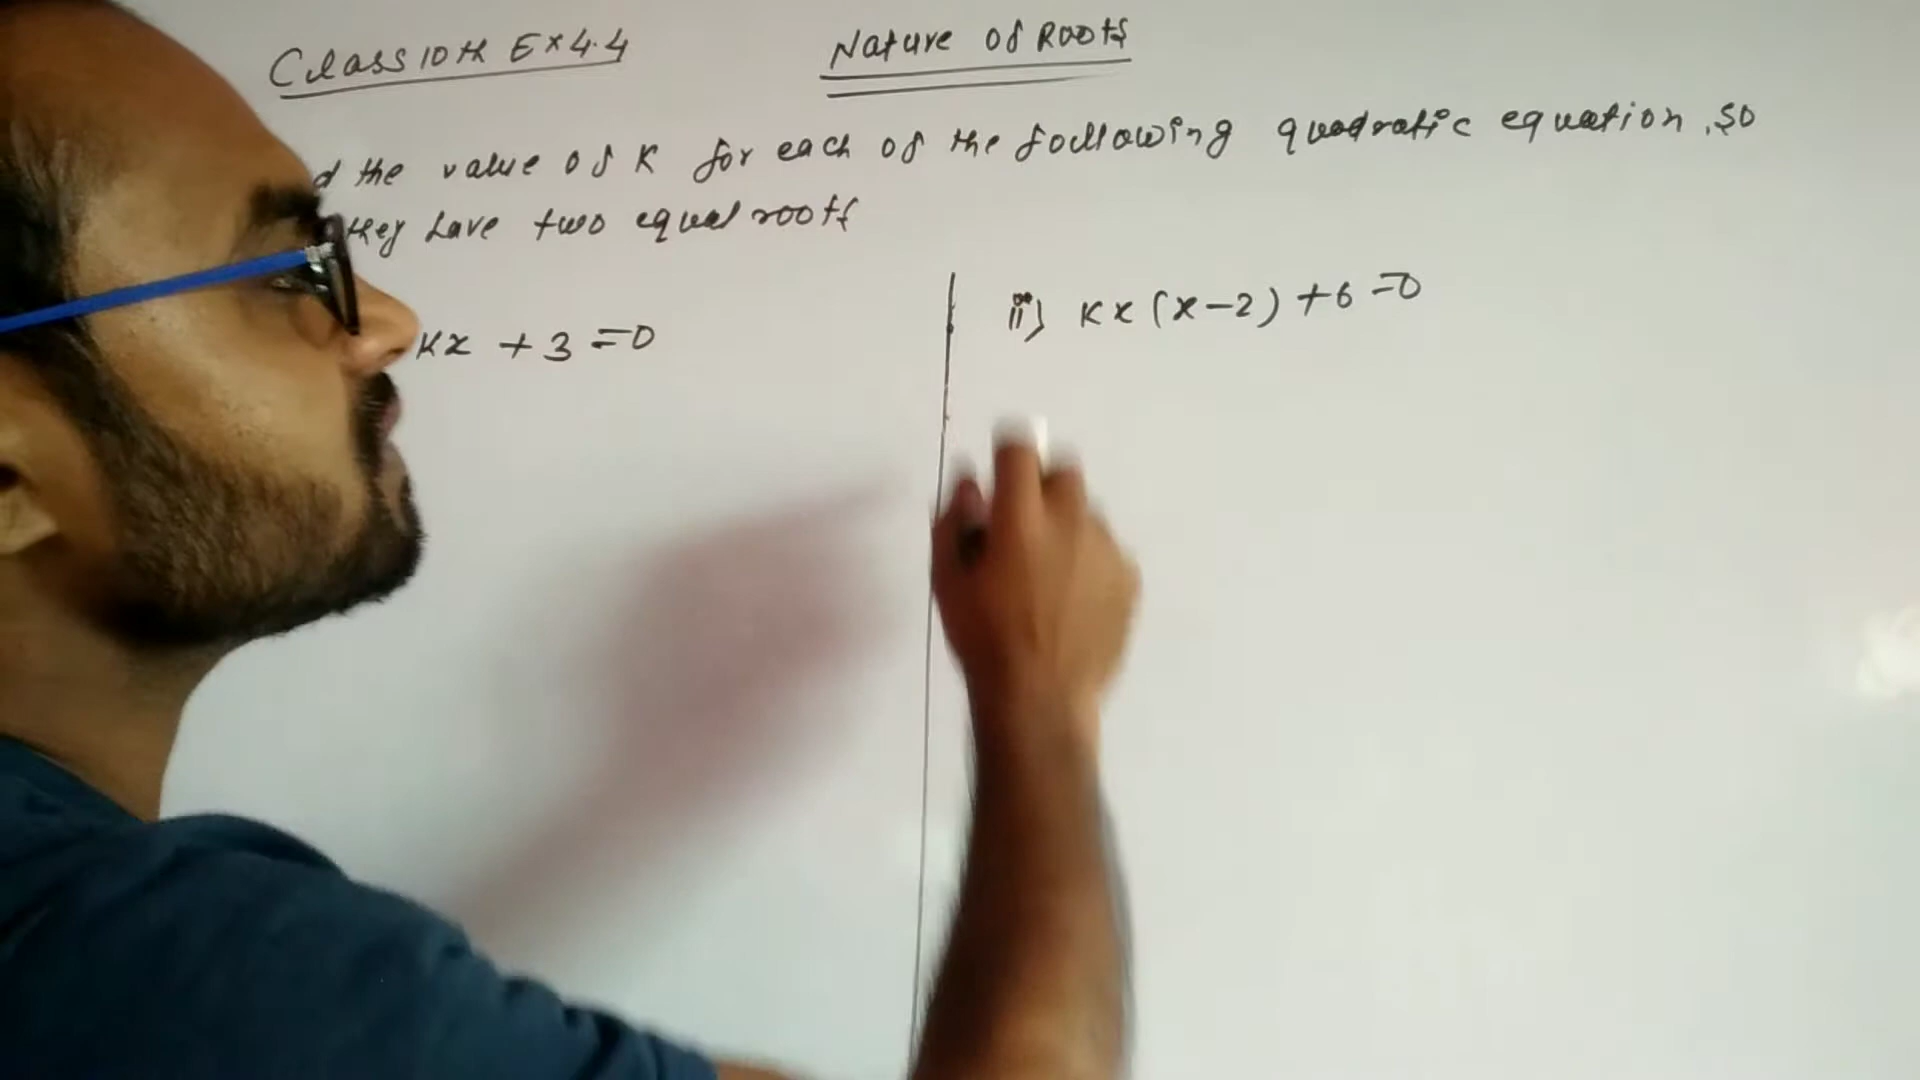 Class 10th Ex 4.4
Nature of Roots
d the value of K for each of the following quadratic equation, so
they have two equal roots
Kx + 3 = 0
ii) Kx (x-2) + 6 = 0